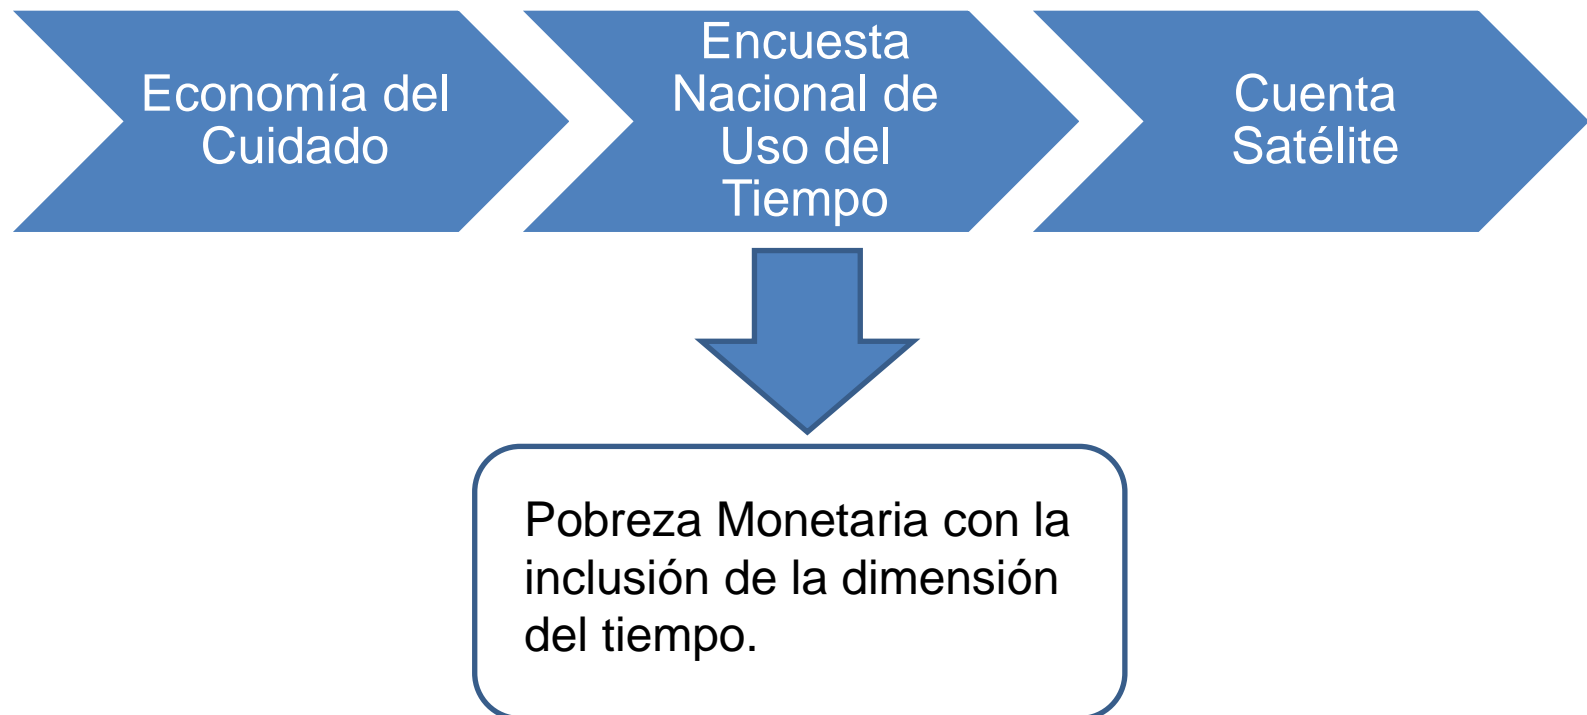 Economía del
Cuidado
Encuesta
Nacional de
Uso del
Tiempo
Cuenta
Satélite
Pobreza Monetaria con la
inclusión de la dimensión
del tiempo.